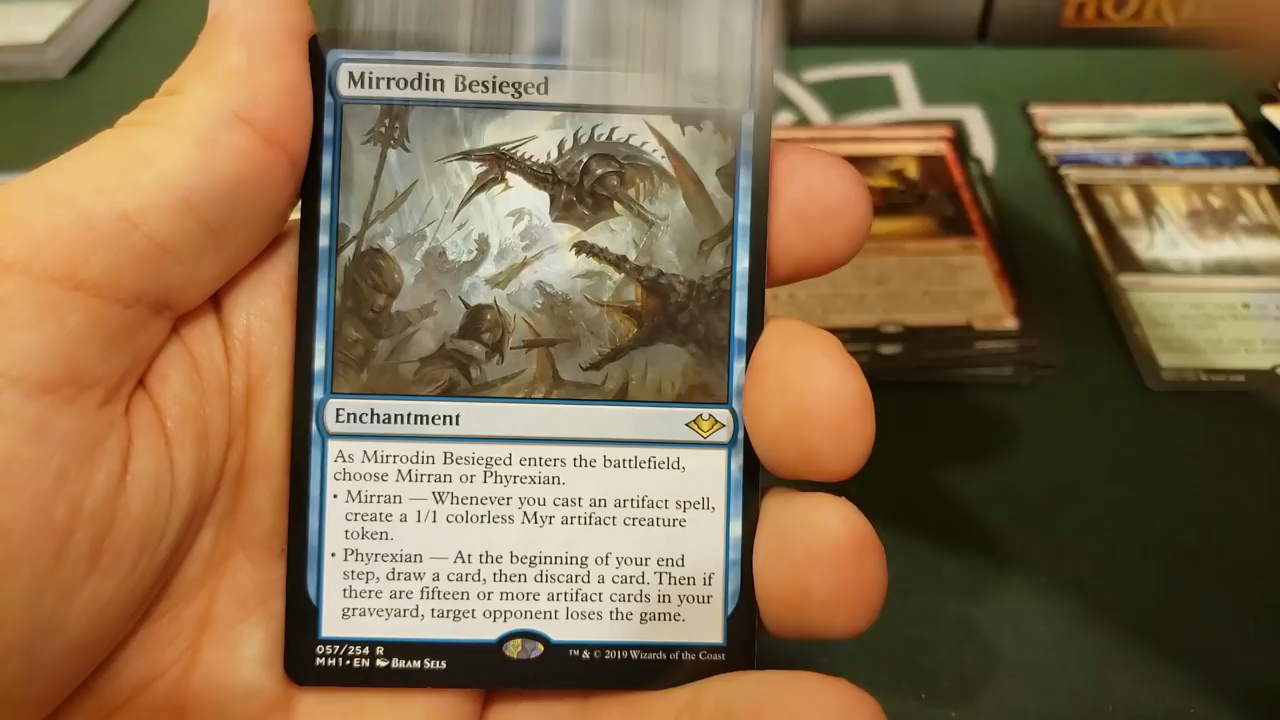 Mirrodin Besieged
Enchantment
As Mirrodin Besieged enters the battlefield,
choose Mirran or Phyrexian.
• Mirran — Whenever you cast an artifact spell,
create a 1/1 colorless Myr artifact creature
token.
• Phyrexian — At the beginning of your end
step, draw a card, then discard a card. Then if
there are fifteen or more artifact cards in your
graveyard, target opponent loses the game.
057/254 R
MH1 • EN Bram Sels
™ & © 2019 Wizards of the Coast